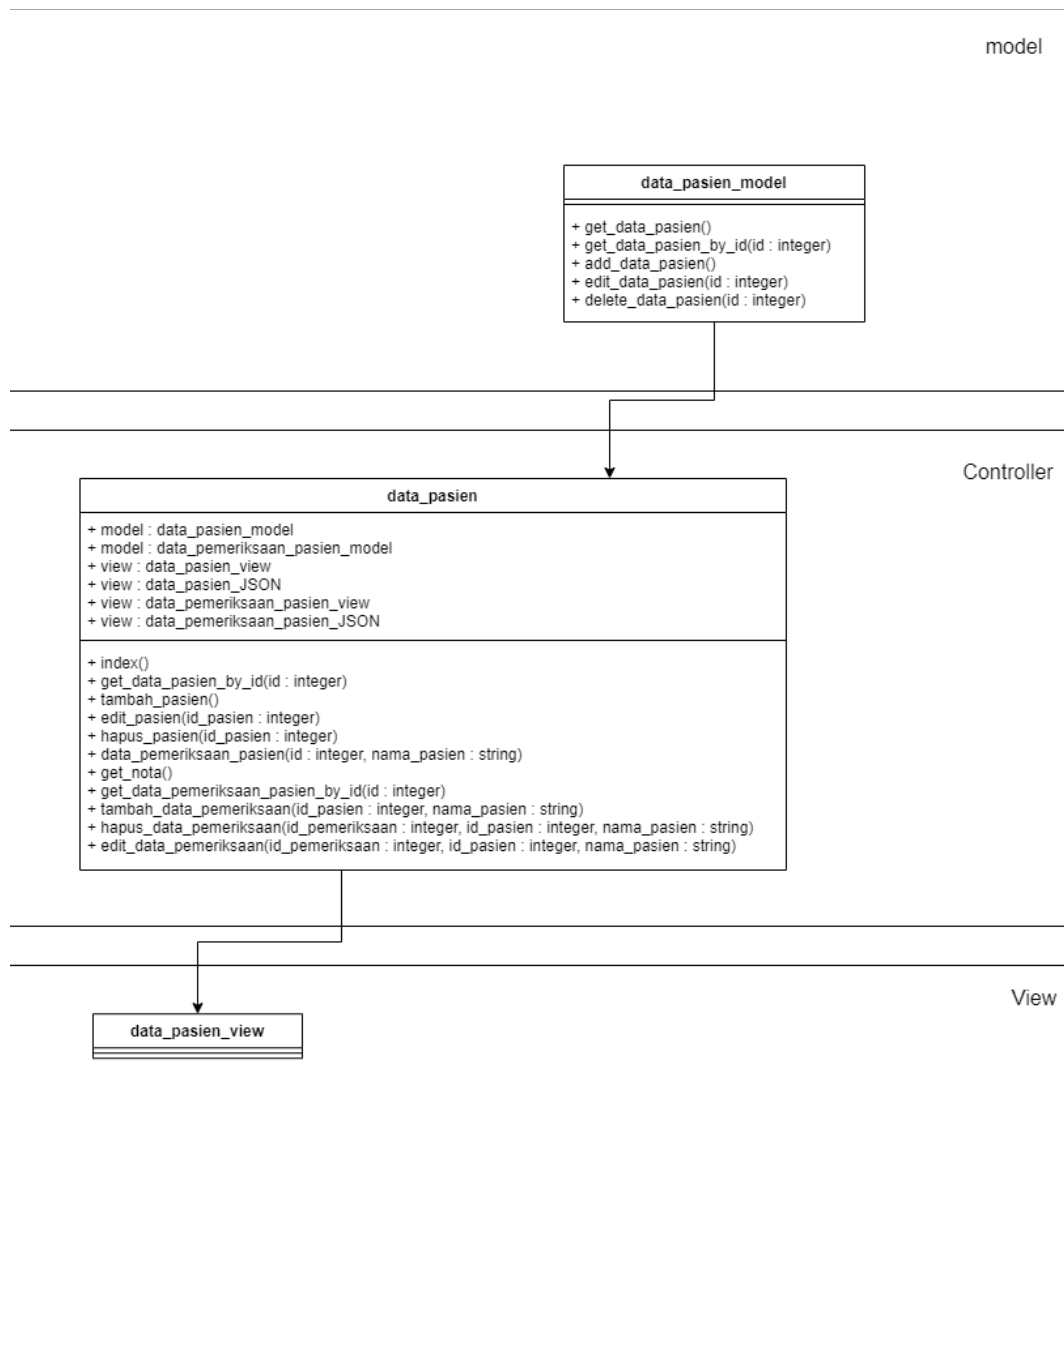 model
data_pasien_model
+ get_data_pasien()
+ get_data_pasien_by_id(id : integer)
+ add_data_pasien()
+ edit_data_pasien(id : integer)
+ delete_data_pasien(id : integer)
Controller
data_pasien
+ model : data_pasien_model
+ model : data_pemeriksaan_pasien_model
+ view : data_pasien_view
+ view : data_pasien_JSON
+ view : data_pemeriksaan_pasien_view
+ view : data_pemeriksaan_pasien_JSON
+ index()
+ get_data_pasien_by_id(id : integer)
+ tambah_pasien()
+ edit_pasien(id_pasien : integer)
+ hapus_pasien(id_pasien : integer)
+ data_pemeriksaan_pasien(id : integer, nama_pasien : string)
+ get_nota()
+ get_data_pemeriksaan_pasien_by_id(id : integer)
+ tambah_data_pemeriksaan(id_pasien : integer, nama_pasien : string)
+ hapus_data_pemeriksaan(id_pemeriksaan : integer, id_pasien : integer, nama_pasien : string)
+ edit_data_pemeriksaan(id_pemeriksaan : integer, id_pasien : integer, nama_pasien : string)
View
data_pasien_view